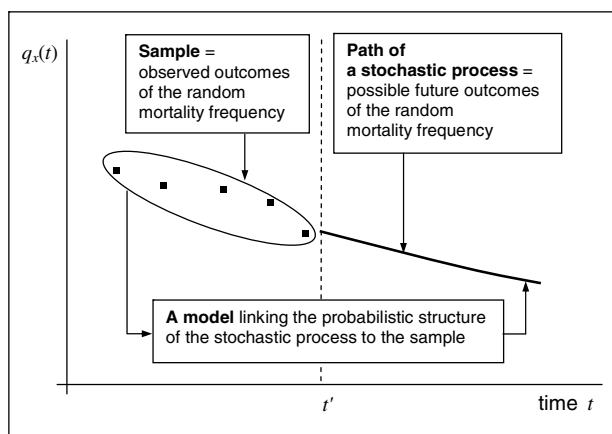 qₓ(t)
Sample =
observed outcomes
of the random
mortality frequency
Path of
a stochastic process =
possible future outcomes
of the random
mortality frequency
A model linking the probabilistic structure
of the stochastic process to the sample
t'
time t